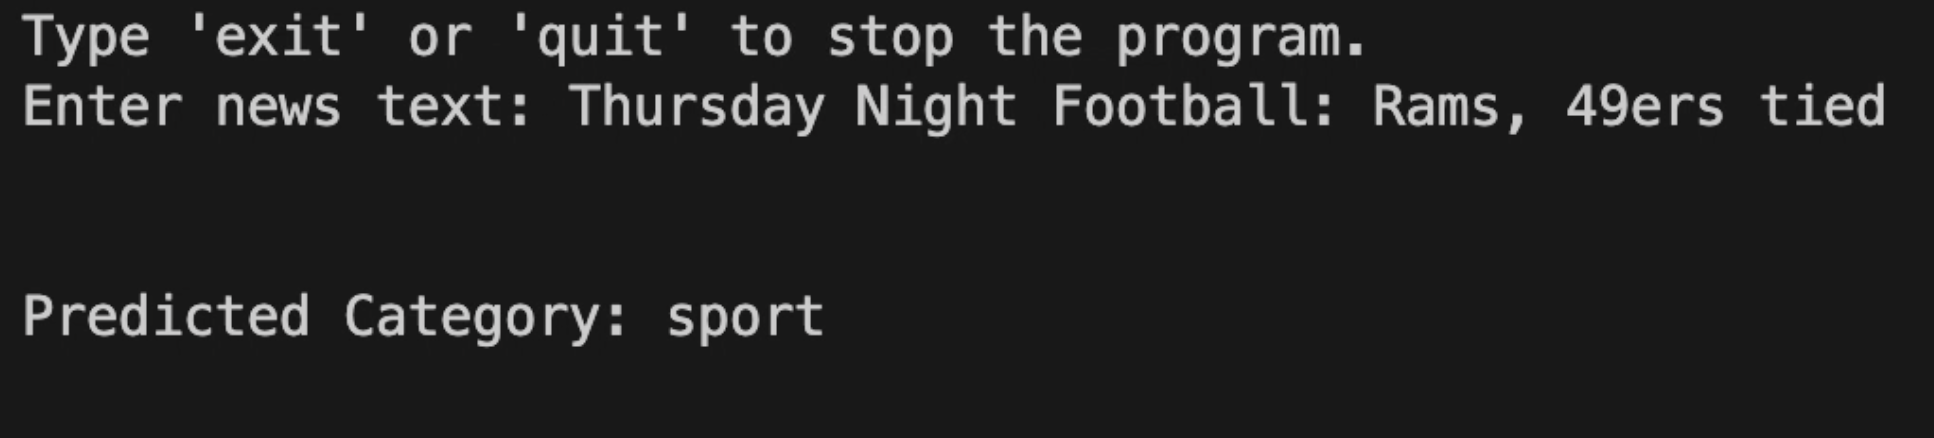 Type 'exit' or 'quit' to stop the program.
Enter news text: Thursday Night Football: Rams, 49ers tied
Predicted Category: sport